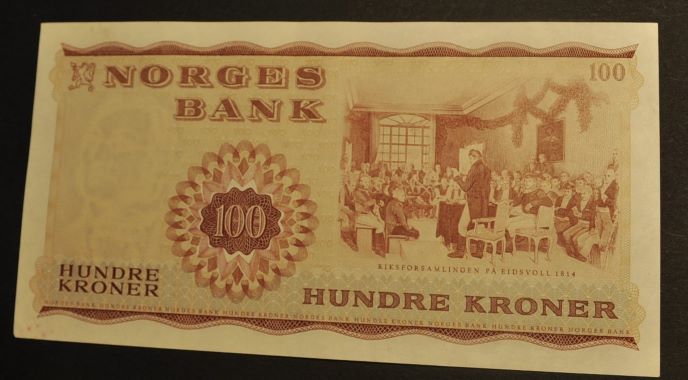 NORGES
BANK
100
100
RIKSFORSAMLINGEN PÅ EIDSVOLL 1814
HUNDRE
KRONER
HUNDRE KRONER
NORGES BANK HUNDRE KRONER NORGES BANK HUNDRE KRONER NORGES BANK HUNDRE KRONER NORGES BANK HUNDRE KRONER NORGES BANK